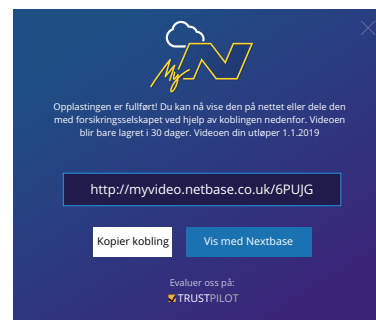 My N
Opplastingen er fullført! Du kan nå vise den på nettet eller dele den
med forsikringsselskapet ved hjelp av koblingen nedenfor. Videoen
blir bare lagret i 30 dager. Videoen din utløper 1.1.2019
http://myvideo.netbase.co.uk/6PUJG
Kopier kobling
Vis med Nextbase
Evaluer oss på:
TRUSTPILOT